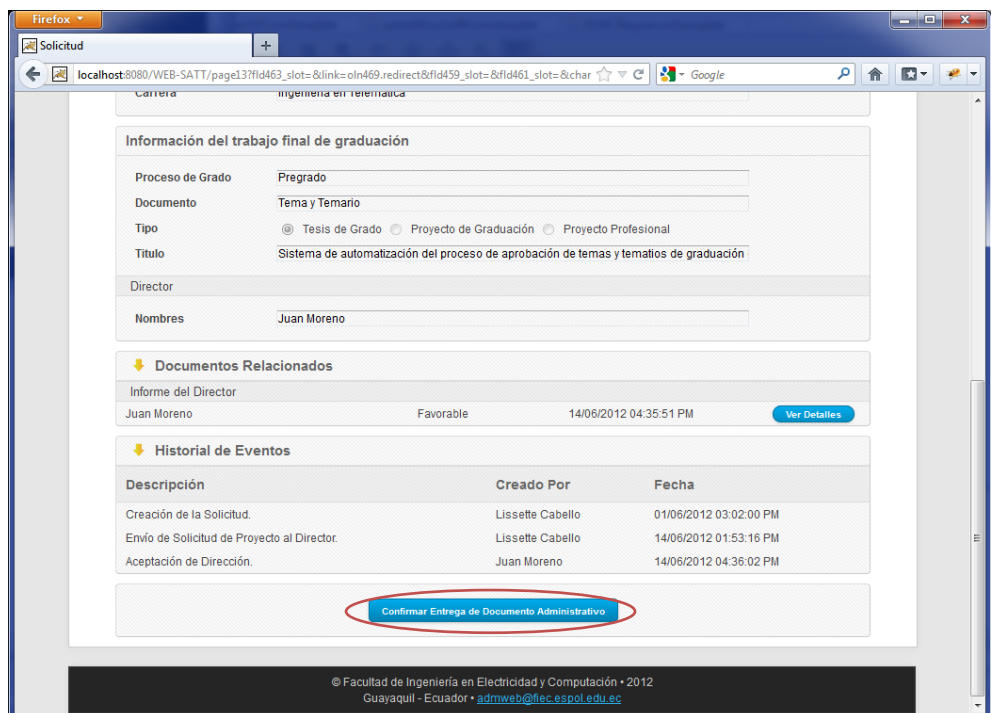 Firefox
Solicitud
localhost:8080/WEB-SATT/page13?fld463_slot=&link=oln469.redirect&fld459_slot=&fld461_slot=&char Google
Carrera Ingeniería en Telemática
Información del trabajo final de graduación
Proceso de Grado Pregrado
Documento Tema y Temario
Tipo Tesis de Grado Proyecto de Graduación Proyecto Profesional
Título Sistema de automatización del proceso de aprobación de temas y tematios de graduación
Director
Nombres Juan Moreno
Documentos Relacionados
Informe del Director
Juan Moreno Favorable 14/06/2012 04:35:51 PM Ver Detalles
Historial de Eventos
Descripción Creado Por Fecha
Creación de la Solicitud. Lissette Cabello 01/06/2012 03:02:00 PM
Envío de Solicitud de Proyecto al Director. Lissette Cabello 14/06/2012 01:53:16 PM
Aceptación de Dirección. Juan Moreno 14/06/2012 04:36:02 PM
Confirmar Entrega de Documento Administrativo
© Facultad de Ingeniería en Electricidad y Computación • 2012
Guayaquil - Ecuador • admweb@fiec.espol.edu.ec